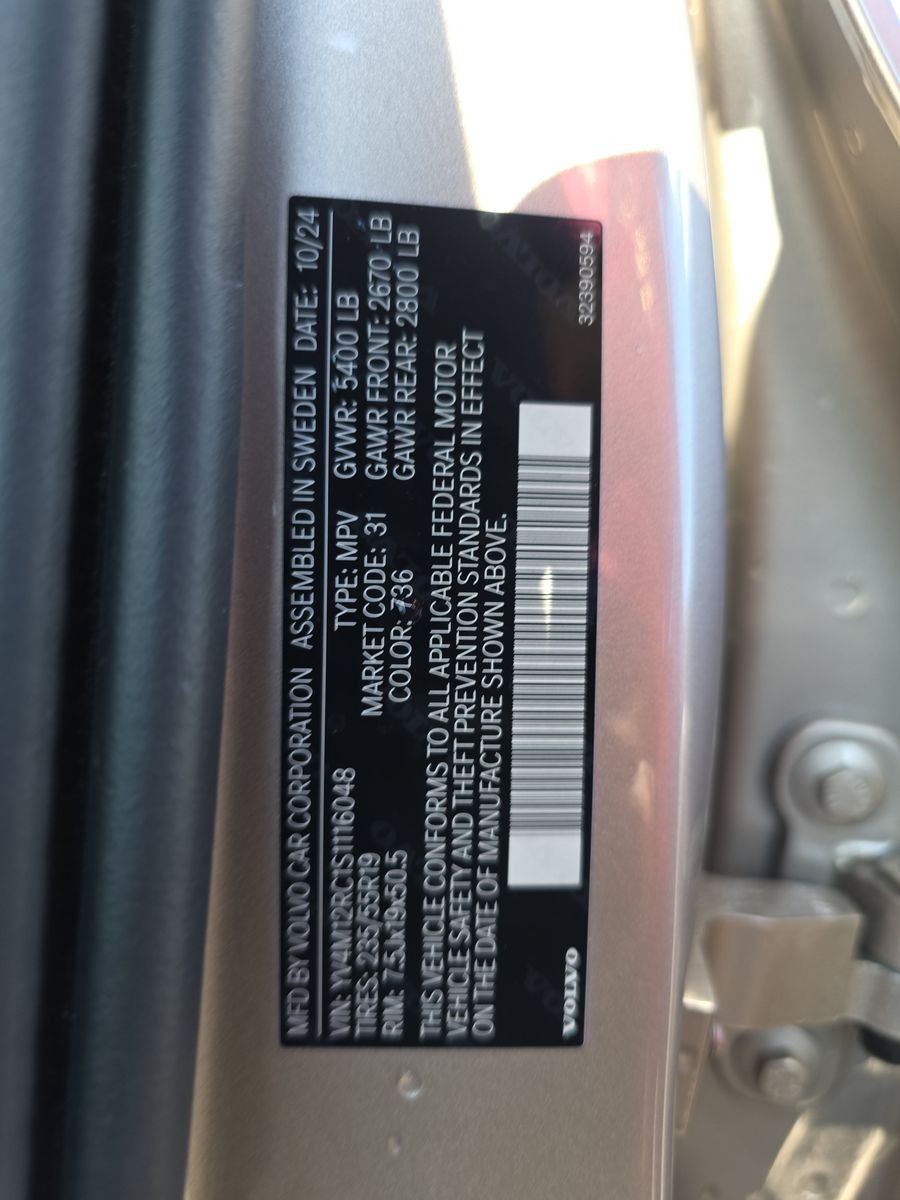 MFD BY VOLVO CAR CORPORATION ASSEMBLED IN SWEDEN DATE: 10/24
VIN: YV4M12RC1S1116048 TYPE: MPV GVWR: 5400 LB
TIRES: 235/55R19 MARKET CODE: 31 GAWR FRONT: 2670 LB
RIM: 7.5Jx19x50.5 COLOR: 736 GAWR REAR: 2800 LB
THIS VEHICLE CONFORMS TO ALL APPLICABLE FEDERAL MOTOR
VEHICLE SAFETY AND THEFT PREVENTION STANDARDS IN EFFECT
ON THE DATE OF MANUFACTURE SHOWN ABOVE.
VOLVO 32390594